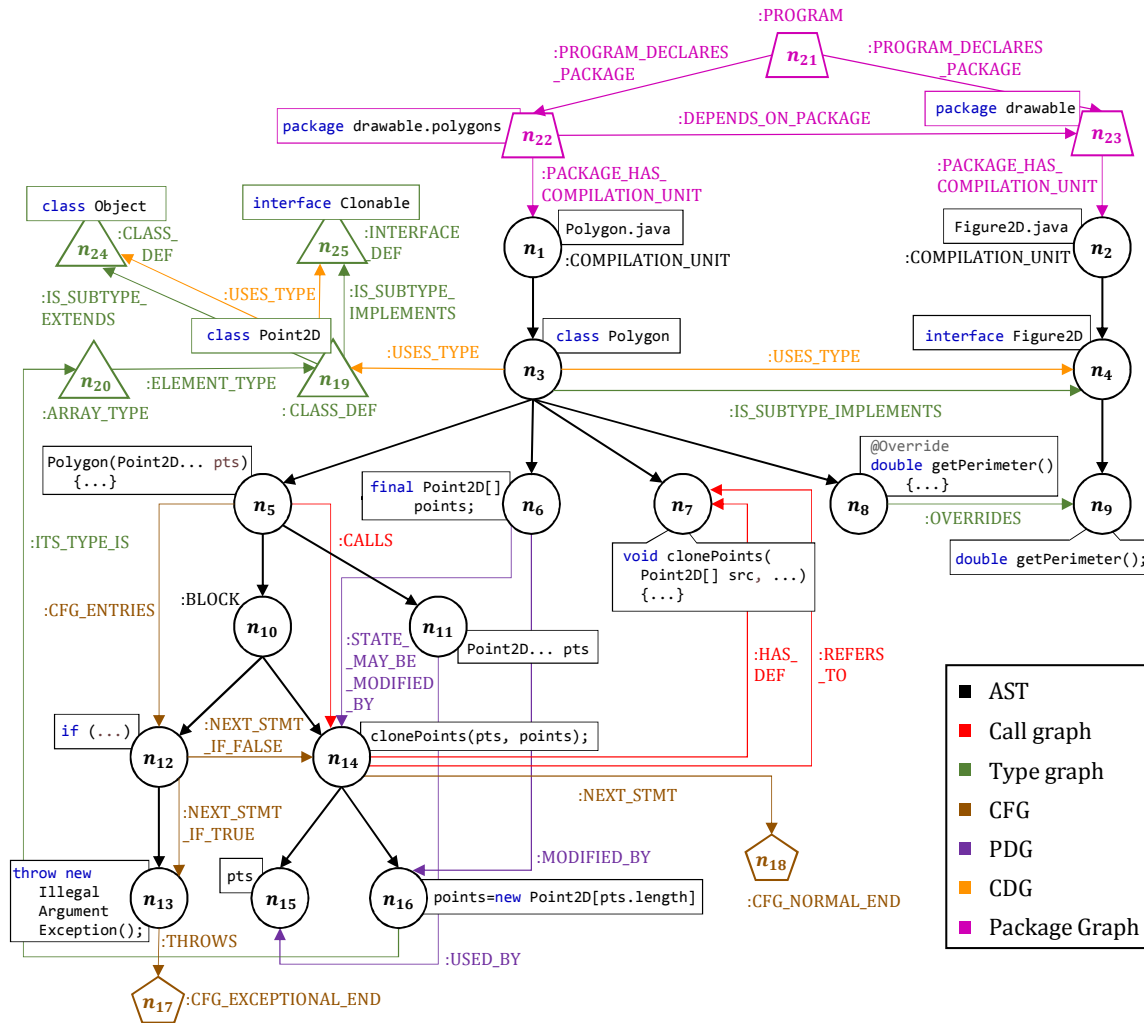 :PROGRAM
n21
:PROGRAM_DECLARES
_PACKAGE
:PROGRAM_DECLARES
_PACKAGE
package drawable.polygons
n22
:DEPENDS_ON_PACKAGE
package drawable
n23
:PACKAGE_HAS_
COMPILATION_UNIT
:PACKAGE_HAS_
COMPILATION_UNIT
class Object
n24
:CLASS_
DEF
interface Clonable
n25
:INTERFACE
_DEF
n1
Polygon.java
:COMPILATION_UNIT
Figure2D.java
n2
:COMPILATION_UNIT
:IS_SUBTYPE_
EXTENDS
:USES_TYPE
:IS_SUBTYPE_
IMPLEMENTS
class Point2D
n19
:CLASS_DEF
n20
:ARRAY_TYPE
:ELEMENT_TYPE
:USES_TYPE
class Polygon
n3
:USES_TYPE
interface Figure2D
n4
:IS_SUBTYPE_IMPLEMENTS
Polygon(Point2D... pts)
{...}
n5
final Point2D[]
points;
n6
n7
void clonePoints(
Point2D[] src, ...)
{...}
@Override
double getPerimeter()
{...}
n8
:OVERRIDES
n9
double getPerimeter();
:ITS_TYPE_IS
:CALLS
:CFG_ENTRIES
:BLOCK
n10
n11
Point2D... pts
:STATE_
_MAY_BE
_MODIFIED
_BY
:HAS_
DEF
:REFERS
_TO
if (...)
n12
:NEXT_STMT
_IF_FALSE
n14
clonePoints(pts, points);
:NEXT_STMT
_IF_TRUE
:NEXT_STMT
throw new
Illegal
Argument
Exception();
n13
pts
n15
n16
:MODIFIED_BY
points=new Point2D[pts.length]
n18
:CFG_NORMAL_END
:THROWS
:USED_BY
n17
:CFG_EXCEPTIONAL_END
AST
Call graph
Type graph
CFG
PDG
CDG
Package Graph